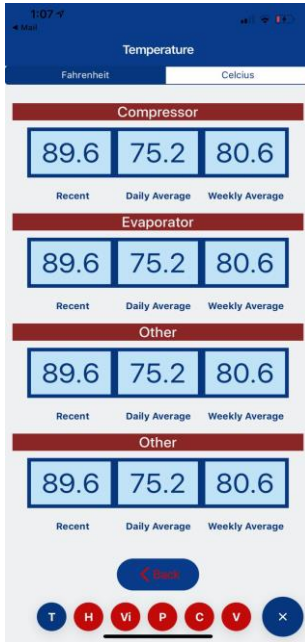 1:07
◀ Mail
Temperature
Fahrenheit Celcius
Compressor
89.6 75.2 80.6
Recent Daily Average Weekly Average
Evaporator
89.6 75.2 80.6
Recent Daily Average Weekly Average
Other
89.6 75.2 80.6
Recent Daily Average Weekly Average
Other
89.6 75.2 80.6
Recent Daily Average Weekly Average
Back
T H Vi P C V ×